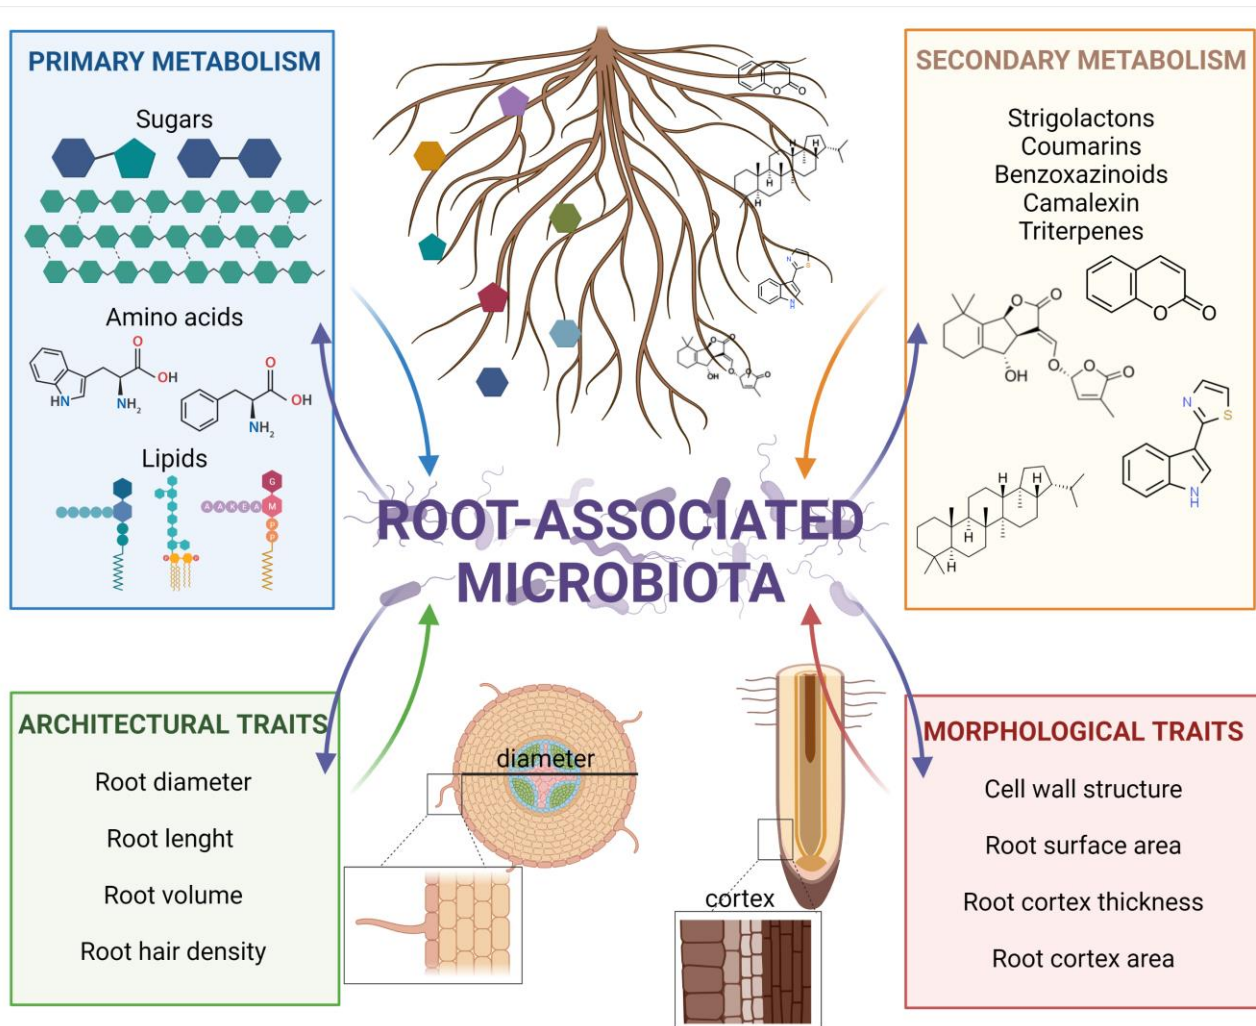 PRIMARY METABOLISM
Sugars
Amino acids
O
OH
HN
NH2
O
OH
NH2
Lipids
G
A A K E A M
P
P
P P
O O
H H
H
H
N S
N
H
O O
OH O O O
SECONDARY METABOLISM
Strigolactons
Coumarins
Benzoxazinoids
Camalexin
Triterpenes
O O
O O
O O O
OH
N S
N
H
H H
H
H
ROOT-ASSOCIATED
MICROBIOTA
ARCHITECTURAL TRAITS
Root diameter
Root lenght
Root volume
Root hair density
diameter
cortex
MORPHOLOGICAL TRAITS
Cell wall structure
Root surface area
Root cortex thickness
Root cortex area